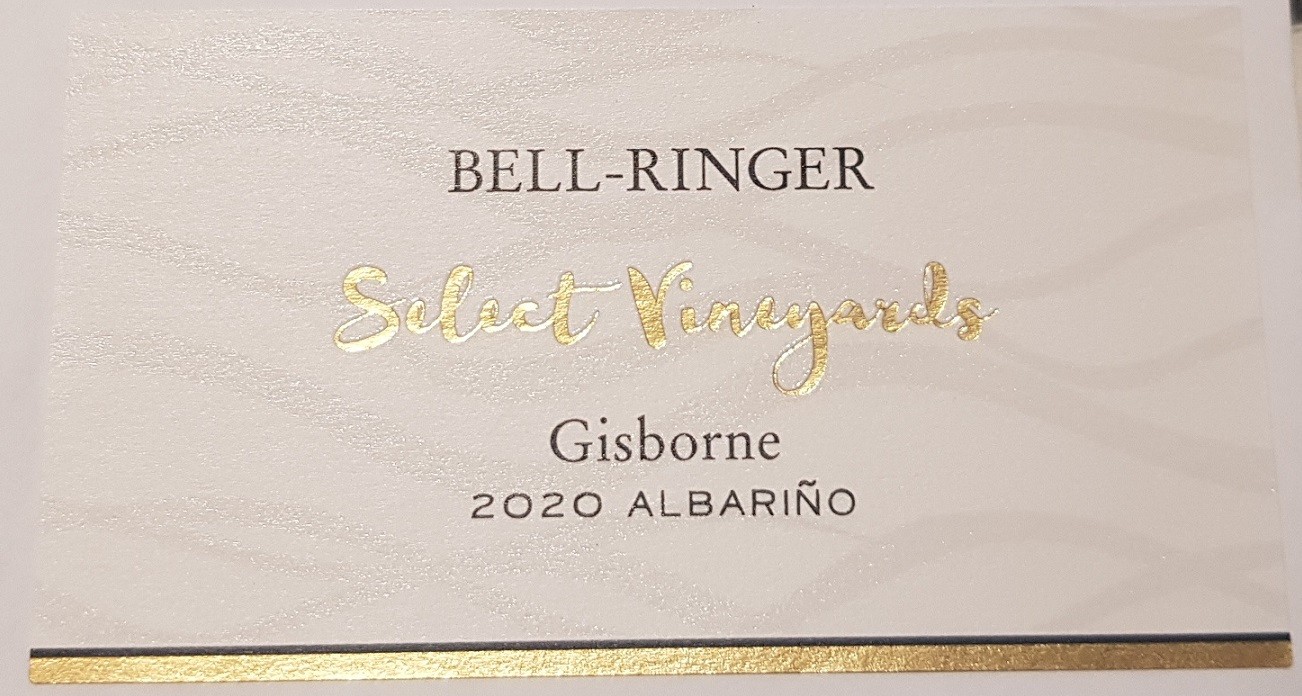 BELL-RINGER
Select Vineyards
Gisborne
2020 ALBARIÑO